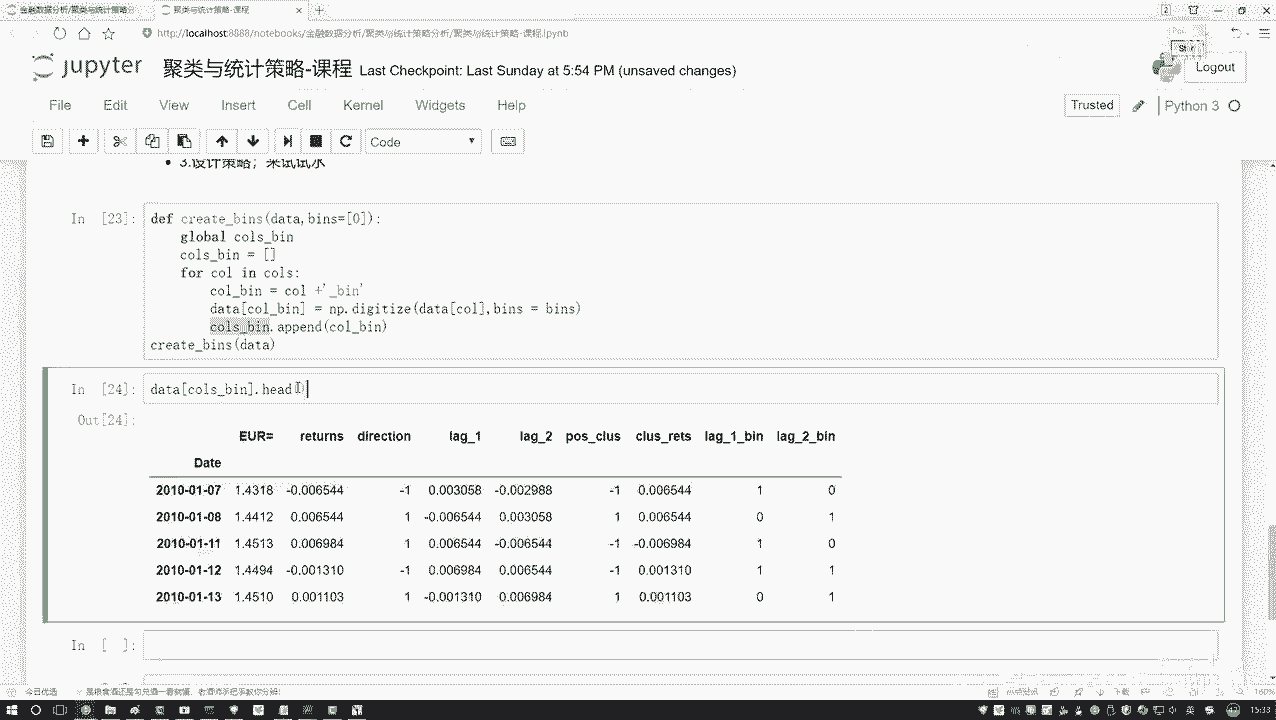 金融数据分析/聚类与统计策略分
聚类与统计策略-课程
http://localhost:8888/notebooks/金融数据分析/聚类与统计策略分析/聚类与统计策略-课程.ipynb
jupyter 聚类与统计策略-课程 Last Checkpoint: Last Sunday at 5:54 PM (unsaved changes)
Logout
File Edit View Insert Cell Kernel Widgets Help
Trusted Python 3
Code
3.设计策略，来试试水
In [23]: def create_bins(data,bins=[0]):
global cols_bin
cols_bin = []
for col in cols:
col_bin = col +'_bin'
data[col_bin] = np.digitize(data[col],bins = bins)
cols_bin.append(col_bin)
create_bins(data)
In [24]: data[cols_bin].head()
Out[24]:
EUR= returns direction lag_1 lag_2 pos_clus clus_rets lag_1_bin lag_2_bin
Date
2010-01-07 1.4318 -0.006544 -1 0.003058 -0.002988 -1 0.006544 1 0
2010-01-08 1.4412 0.006544 1 -0.006544 0.003058 1 0.006544 0 1
2010-01-11 1.4513 0.006984 1 0.006544 -0.006544 -1 -0.006984 1 0
2010-01-12 1.4494 -0.001310 -1 0.006984 0.006544 -1 0.001310 1 1
2010-01-13 1.4510 0.001103 1 -0.001310 0.006984 1 0.001103 0 1
In [ ]:
今日优选
下载
160%
15:33